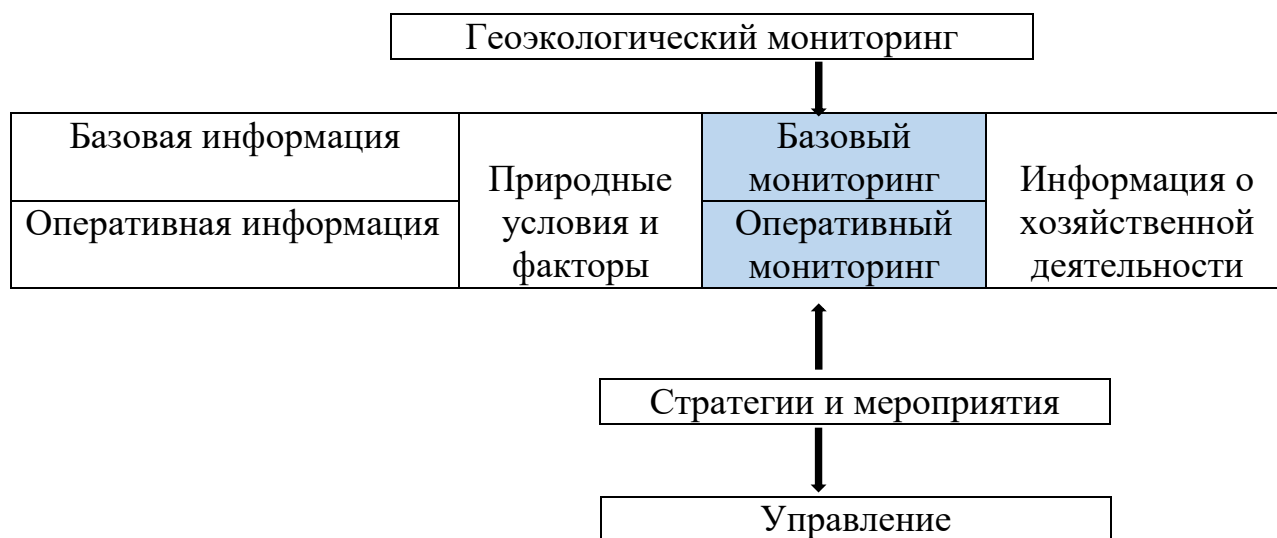 Геоэкологический мониторинг
Базовая информация
Оперативная информация
Природные
условия и
факторы
Базовый
мониторинг
Оперативный
мониторинг
Информация о
хозяйственной
деятельности
Стратегии и мероприятия
Управление